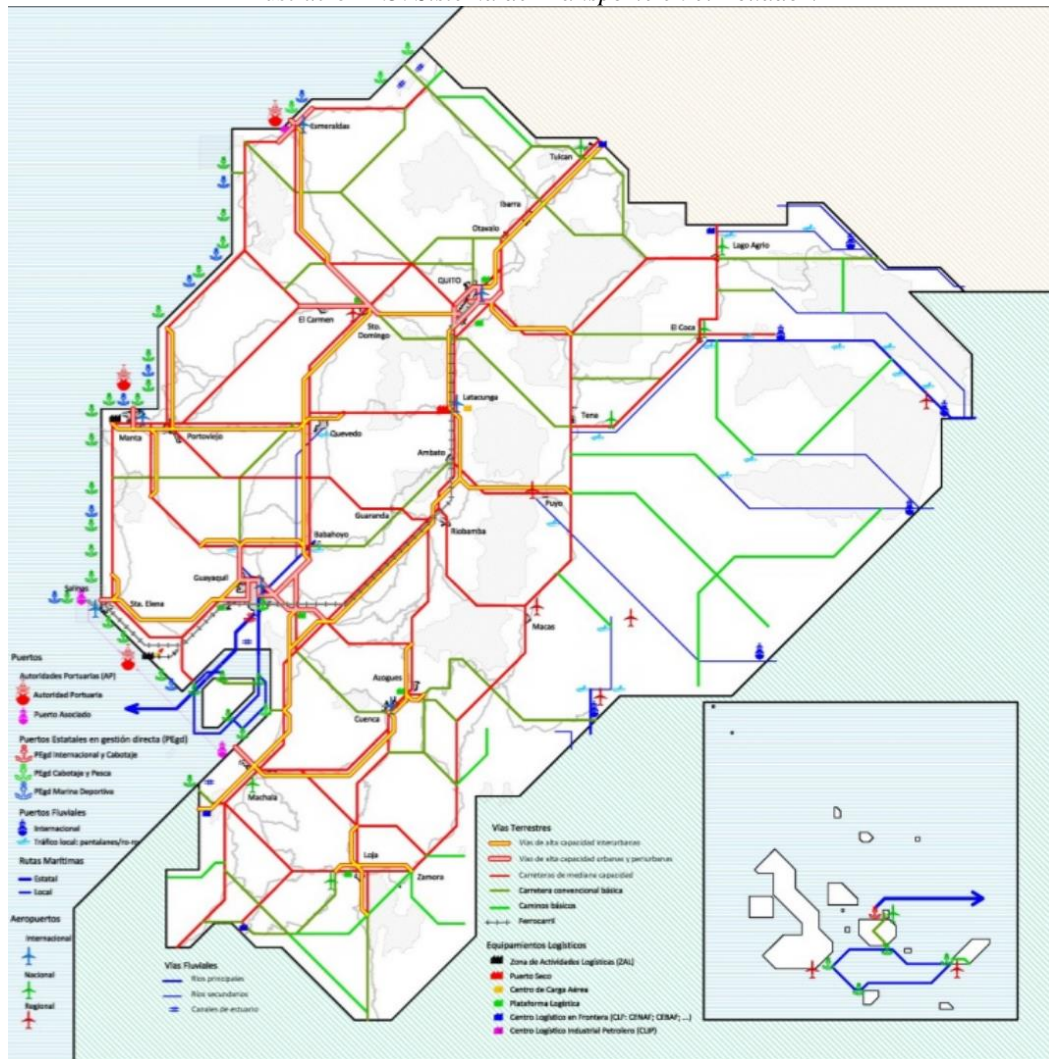 Esmeraldas
Tulcan
Ibarra
Otavalo
Lago Agrio
QUITO
El Carmen
Sto.
Domingo
El Coca
Latacunga
Tena
Manta
Portoviejo
Quevedo
Ambato
Puyo
Guaranda
Riobamba
Babahoyo
Guayaquil
Salinas
Sta. Elena
Macas
Azogues
Cuenca
Machala
Loja
Zamora
Puertos
Autoridades Portuarias (AP)
Autoridad Portuaria
Puerto Asociado
Puertos Estatales en gestión directa (PEgd)
PEgd Internacional y Cabotaje
PEgd Cabotaje y Pesca
PEgd Marina Deportiva
Puertos Fluviales
Internacional
Tráfico local: pantalanes/ro
Rutas Marítimas
Estatal
Local
Aeropuertos
Internacional
Nacional
Regional
Vías Fluviales
Ríos principales
Ríos secundarios
Canales de estuario
Vías Terrestres
Vías de alta capacidad interurbanas
Vías de alta capacidad urbanas y periurbanas
Carreteras de mediana capacidad
Carretera convencional básica
Caminos básicos
Ferrocarril
Equipamientos Logísticos
Zona de Actividades Logísticas (ZAL)
Puerto Seco
Centro de Carga Aérea
Plataforma Logística
Centro Logístico en Frontera (CLF: CENAF; CEBAF; ...)
Centro Logístico Industrial Petrolero (CLIP)